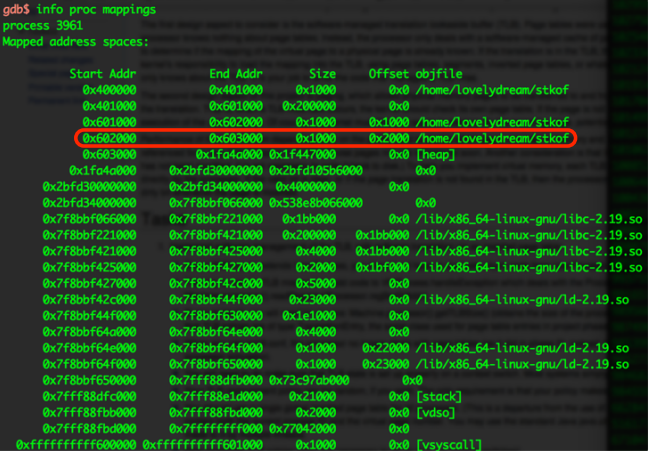 gdb$ info proc mappings
process 3961
Mapped address spaces:
Start Addr End Addr Size Offset objfile
0x400000 0x401000 0x1000 0x0 /home/lovelydream/stkof
0x401000 0x601000 0x200000 0x0
0x601000 0x602000 0x1000 0x1000 /home/lovelydream/stkof
0x602000 0x603000 0x1000 0x2000 /home/lovelydream/stkof
0x603000 0x1fa4a000 0x1f447000 0x0 [heap]
0x1fa4a000 0x2bfd30000000 0x2bfd105b6000 0x0
0x2bfd30000000 0x2bfd34000000 0x4000000 0x0
0x2bfd34000000 0x7f8bbf066000 0x538e8b066000 0x0
0x7f8bbf066000 0x7f8bbf221000 0x1bb000 0x0 /lib/x86_64-linux-gnu/libc-2.19.so
0x7f8bbf221000 0x7f8bbf421000 0x200000 0x1bb000 /lib/x86_64-linux-gnu/libc-2.19.so
0x7f8bbf421000 0x7f8bbf425000 0x4000 0x1bb000 /lib/x86_64-linux-gnu/libc-2.19.so
0x7f8bbf425000 0x7f8bbf427000 0x2000 0x1bf000 /lib/x86_64-linux-gnu/libc-2.19.so
0x7f8bbf427000 0x7f8bbf42c000 0x5000 0x0
0x7f8bbf42c000 0x7f8bbf44f000 0x23000 0x0 /lib/x86_64-linux-gnu/ld-2.19.so
0x7f8bbf44f000 0x7f8bbf630000 0x1e1000 0x0
0x7f8bbf64a000 0x7f8bbf64e000 0x4000 0x0
0x7f8bbf64e000 0x7f8bbf64f000 0x1000 0x22000 /lib/x86_64-linux-gnu/ld-2.19.so
0x7f8bbf64f000 0x7f8bbf650000 0x1000 0x23000 /lib/x86_64-linux-gnu/ld-2.19.so
0x7f8bbf650000 0x7fff88dfb000 0x73c97ab000 0x0
0x7fff88dfc000 0x7fff88e1d000 0x21000 0x0 [stack]
0x7fff88fbb000 0x7fff88fbd000 0x2000 0x0 [vdso]
0x7fff88fbd000 0x7fffffff000 0x77042000 0x0
0xffffffffff600000 0xffffffffff601000 0x1000 0x0 [vsyscall]